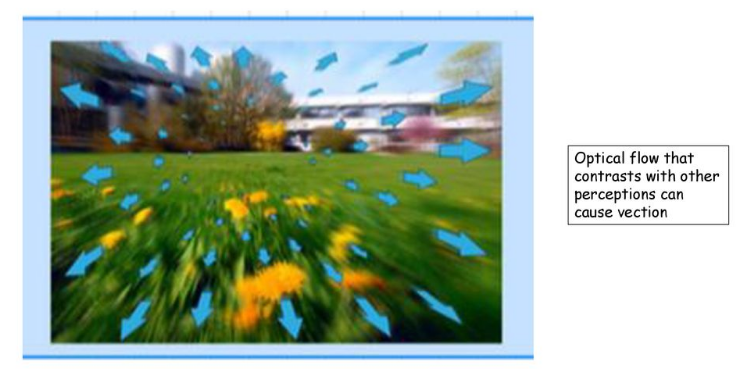 Optical flow that
contrasts with other
perceptions can
cause vection